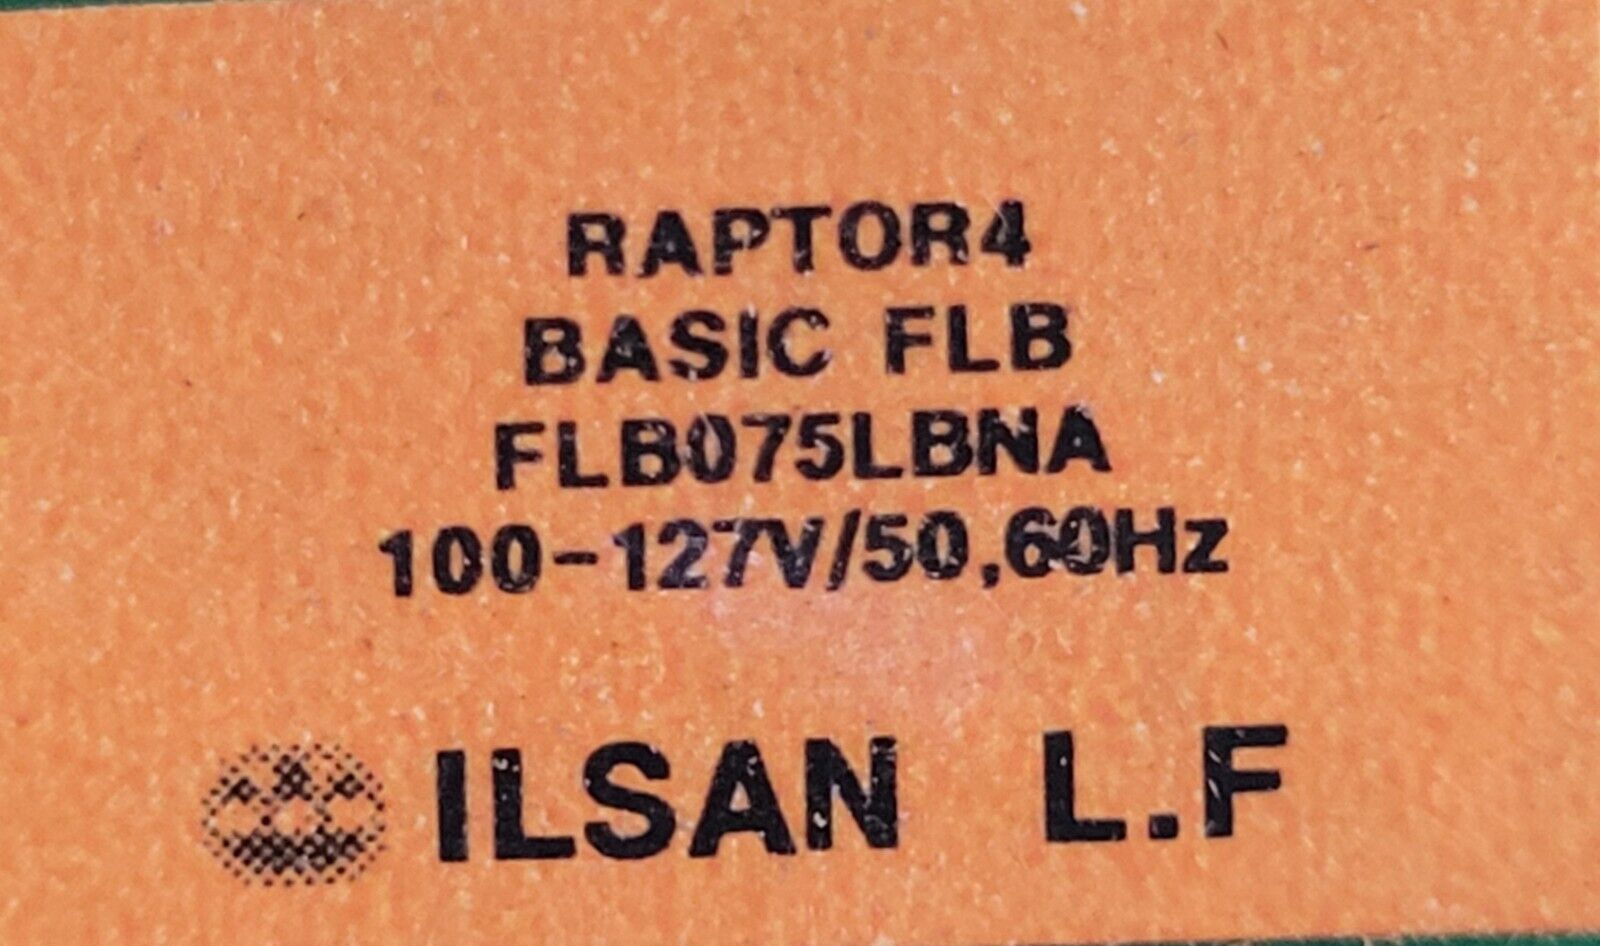 RAPTOR4
BASIC FLB
FLB075LBNA
100-127V/50,60Hz
ILSAN L.F